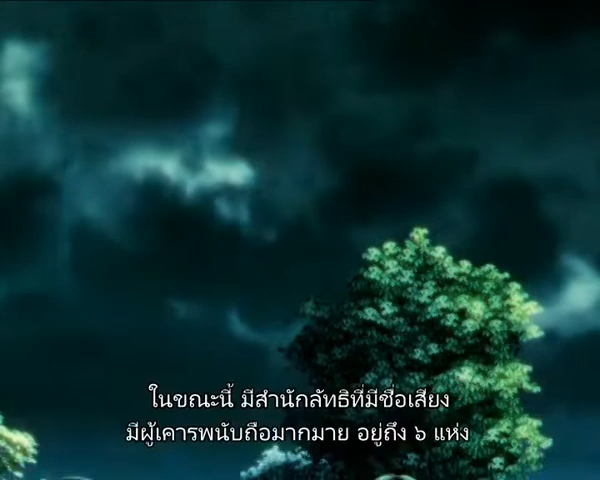 ในขณะนี้ มีสำนักลัทธิที่มีชื่อเสียง
มีผู้เคารพนับถือมากมาย อยู่ถึง ๖ แห่ง